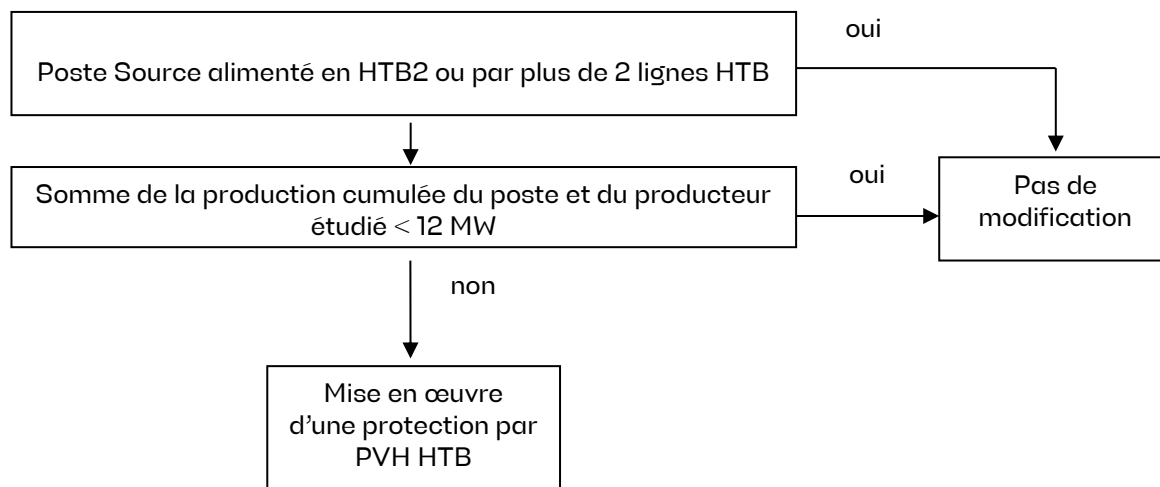 oui
Poste Source alimenté en HTB2 ou par plus de 2 lignes HTB
Somme de la production cumulée du poste et du producteur
étudié < 12 MW
oui
Pas de
modification
non
Mise en œuvre
d’une protection par
PVH HTB